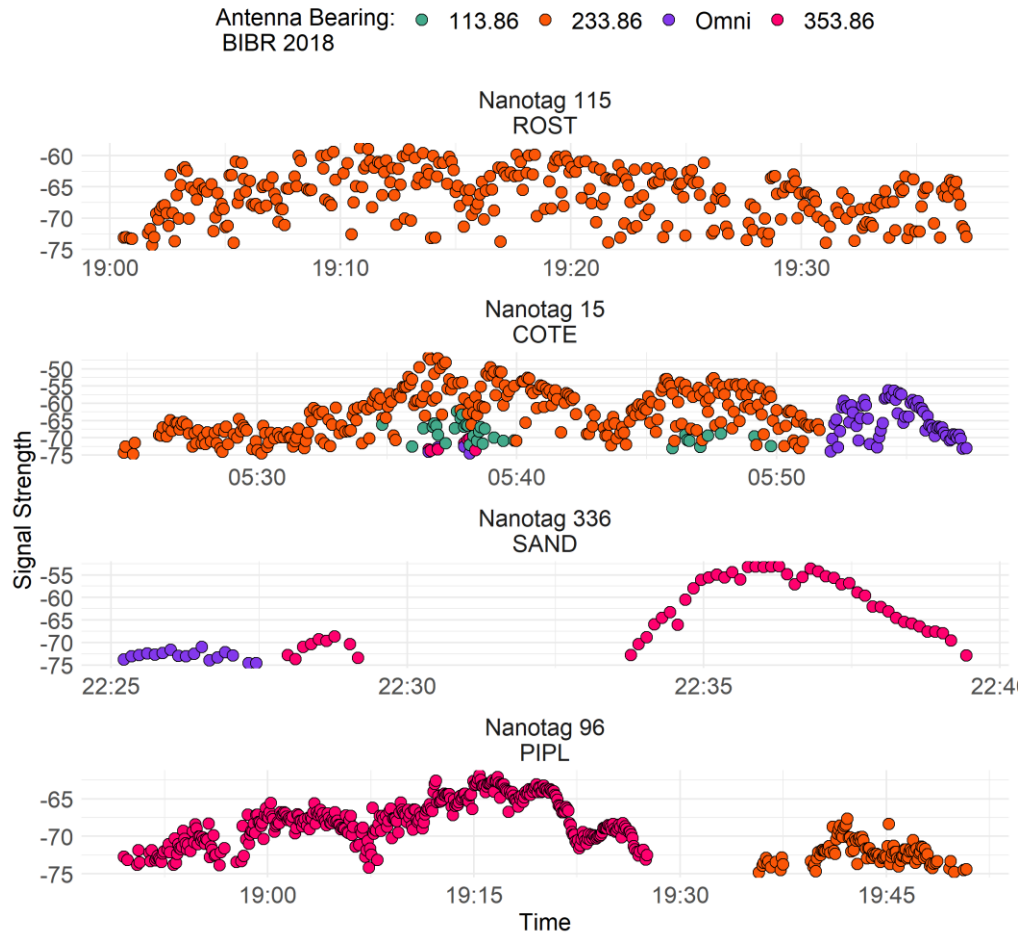 Antenna Bearing: 113.86 233.86 Omni 353.86
BIBR 2018
Nanotag 115
ROST
-60
-65
-70
-75
19:00 19:10 19:20 19:30
Nanotag 15
COTE
-50
-55
-60
-65
-70
-75
05:30 05:40 05:50
Signal Strength
Nanotag 336
SAND
-55
-60
-65
-70
-75
22:25 22:30 22:35 22:40
Nanotag 96
PIPL
-65
-70
-75
19:00 19:15 19:30 19:45
Time